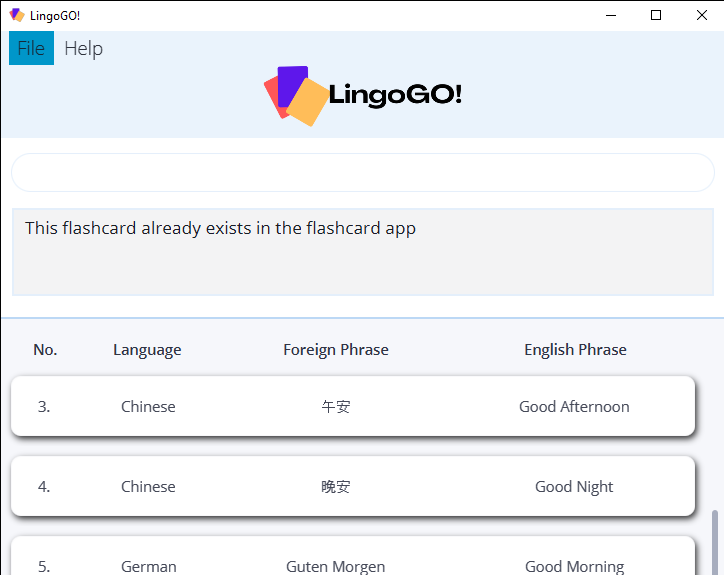 LingoGO!
File Help
LingoGO!
This flashcard already exists in the flashcard app
No. Language Foreign Phrase English Phrase
3. Chinese 午安 Good Afternoon
4. Chinese 晚安 Good Night
5. German Guten Morgen Good Morning